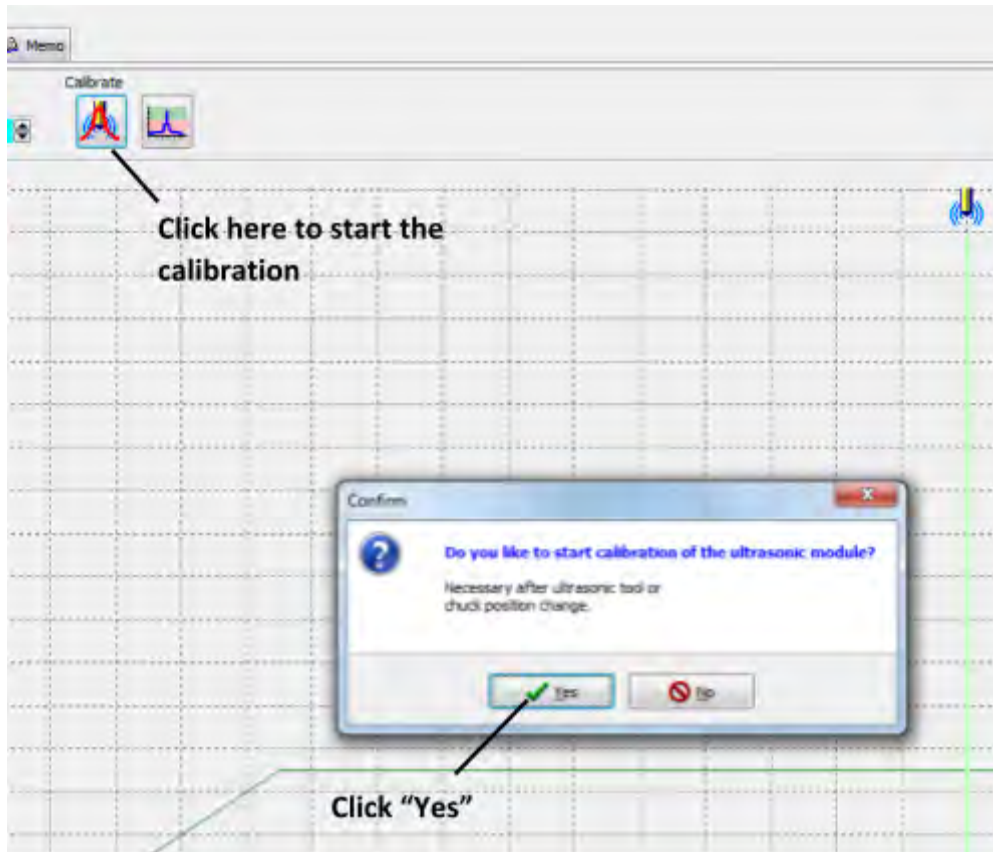 Memo
Calibrate
Click here to start the
calibration
Confirm
Do you like to start calibration of the ultrasonic module?
Necessary after ultrasonic tool or
chuck position change.
Yes
No
Click “Yes”